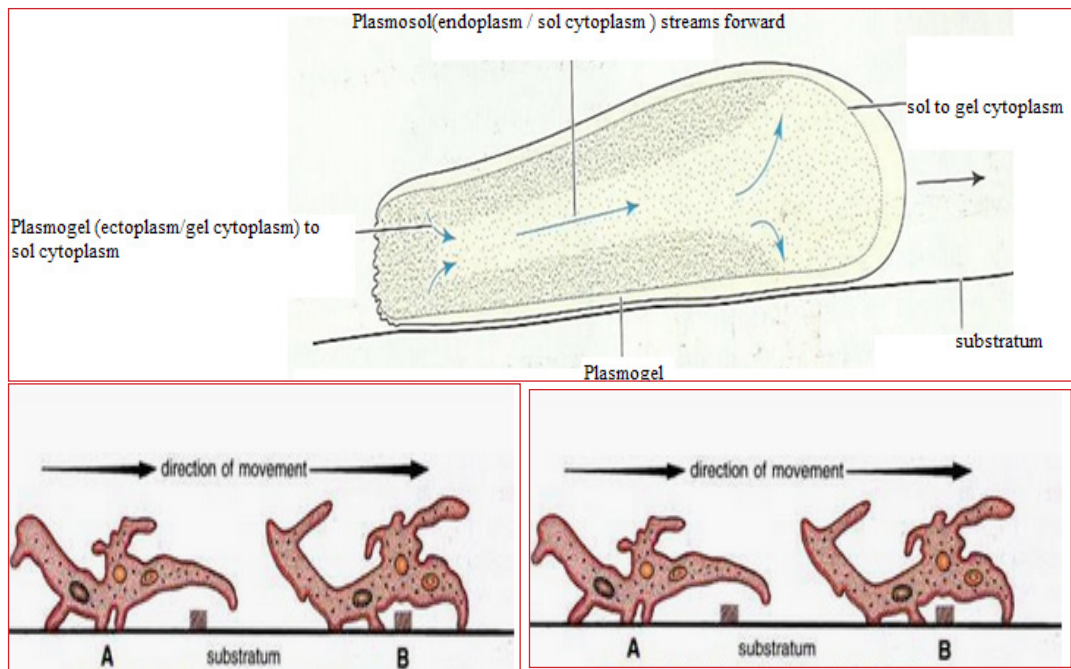 Plasmosol(endoplasm / sol cytoplasm ) streams forward
sol to gel cytoplasm
Plasmogel (ectoplasm/gel cytoplasm) to
sol cytoplasm
substratum
Plasmogel
direction of movement
A
substratum
B
direction of movement
A
substratum
B